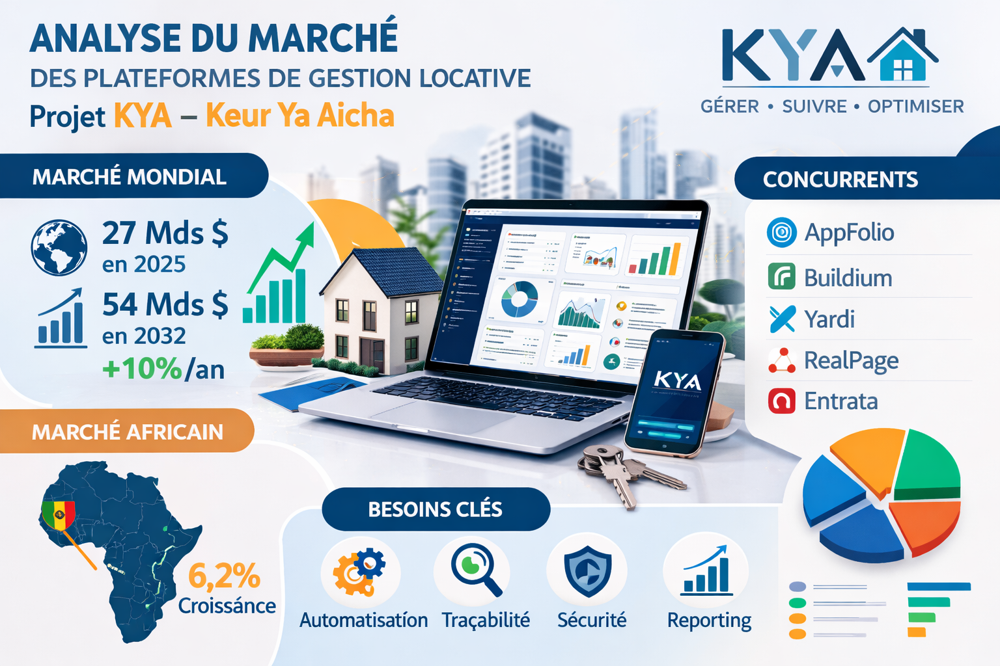 ANALYSE DU MARCHÉ
DES PLATEFORMES DE GESTION LOCATIVE
Projet KYA – Keur Ya Aicha
KYA
GÉRER • SUIVRE • OPTIMISER
MARCHÉ MONDIAL
27 Mds $
en 2025
54 Mds $
en 2032
+10%/an
MARCHÉ AFRICAIN
6,2%
Croissánce
CONCURRENTS
AppFolio
Buildium
Yardi
RealPage
Entrata
KYA
BESOINS CLÉS
Automatisatíon
Traçabilité
Sécurité
Reporting